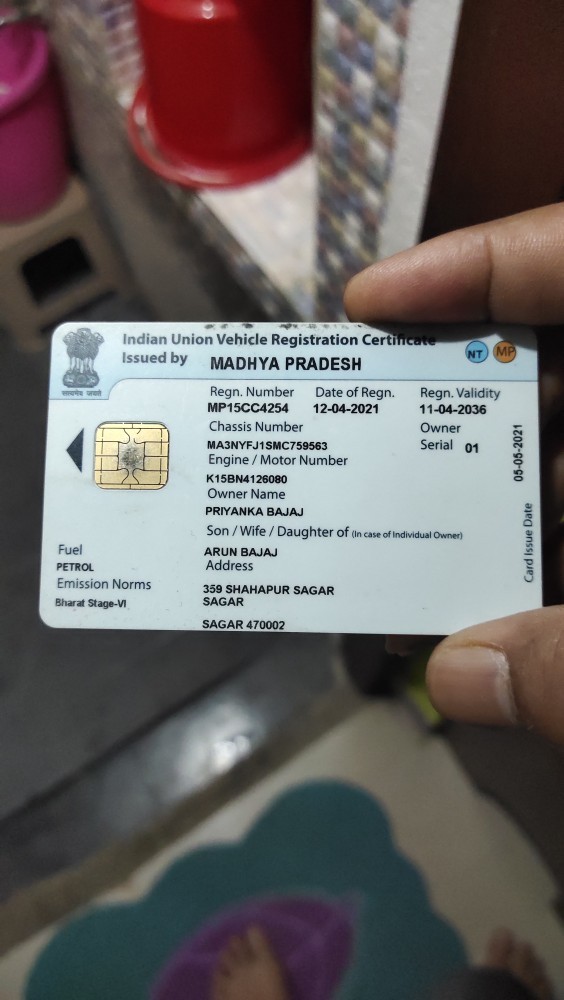 Indian Union Vehicle Registration Certificate
Issued by MADHYA PRADESH
NT MP
सत्यमेव जयते
Regn. Number Date of Regn. Regn. Validity
MP15CC4254 12-04-2021 11-04-2036
Chassis Number Owner
MA3NYFJ1SMC759563 Serial 01
Engine / Motor Number
K15BN4126080
Owner Name
PRIYANKA BAJAJ
Son / Wife / Daughter of (In case of Individual Owner)
Fuel ARUN BAJAJ
PETROL Address
Emission Norms 359 SHAHAPUR SAGAR
Bharat Stage-VI SAGAR
SAGAR 470002
Card Issue Date 05-05-2021